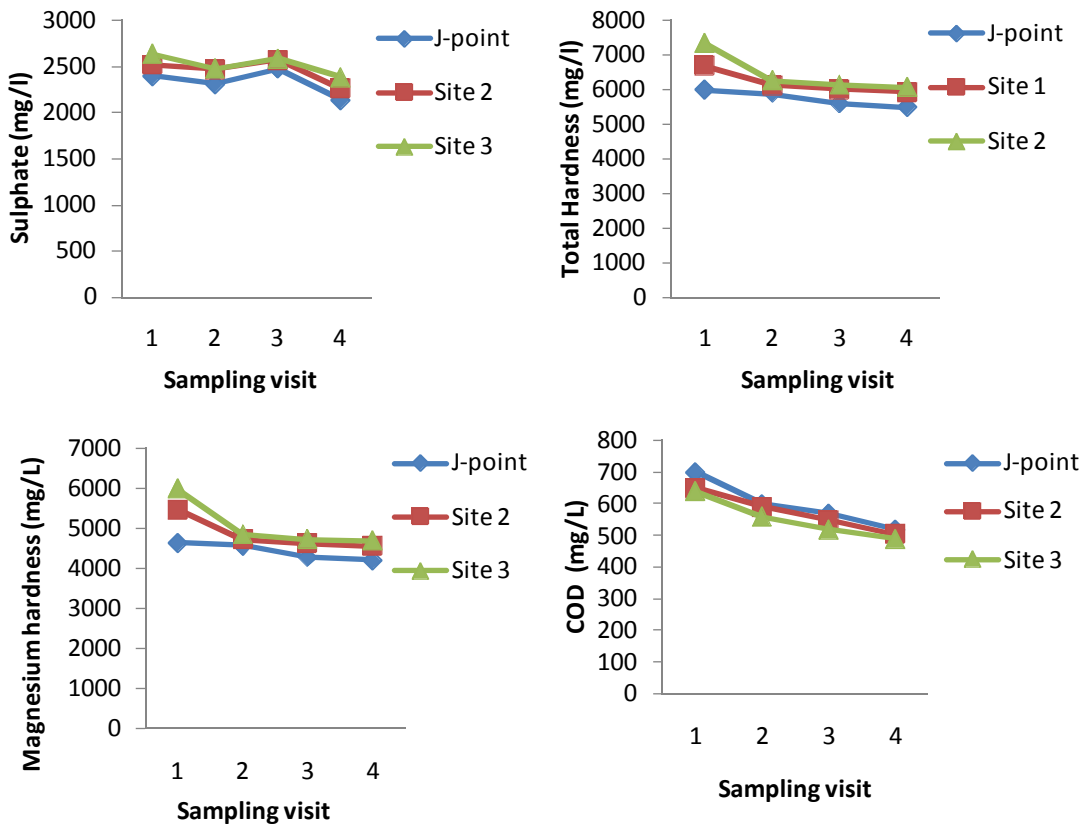 Sulphate (mg/l)
3000
2500
2000
1500
1000
500
0
1 2 3 4
Sampling visit
J-point
Site 2
Site 3
Total Hardness (mg/l)
8000
7000
6000
5000
4000
3000
2000
1000
0
1 2 3 4
Sampling visit
J-point
Site 1
Site 2
Magnesium hardness (mg/L)
7000
6000
5000
4000
3000
2000
1000
0
1 2 3 4
Sampling visit
J-point
Site 2
Site 3
COD (mg/L)
800
700
600
500
400
300
200
100
0
1 2 3 4
Sampling visit
J-point
Site 2
Site 3